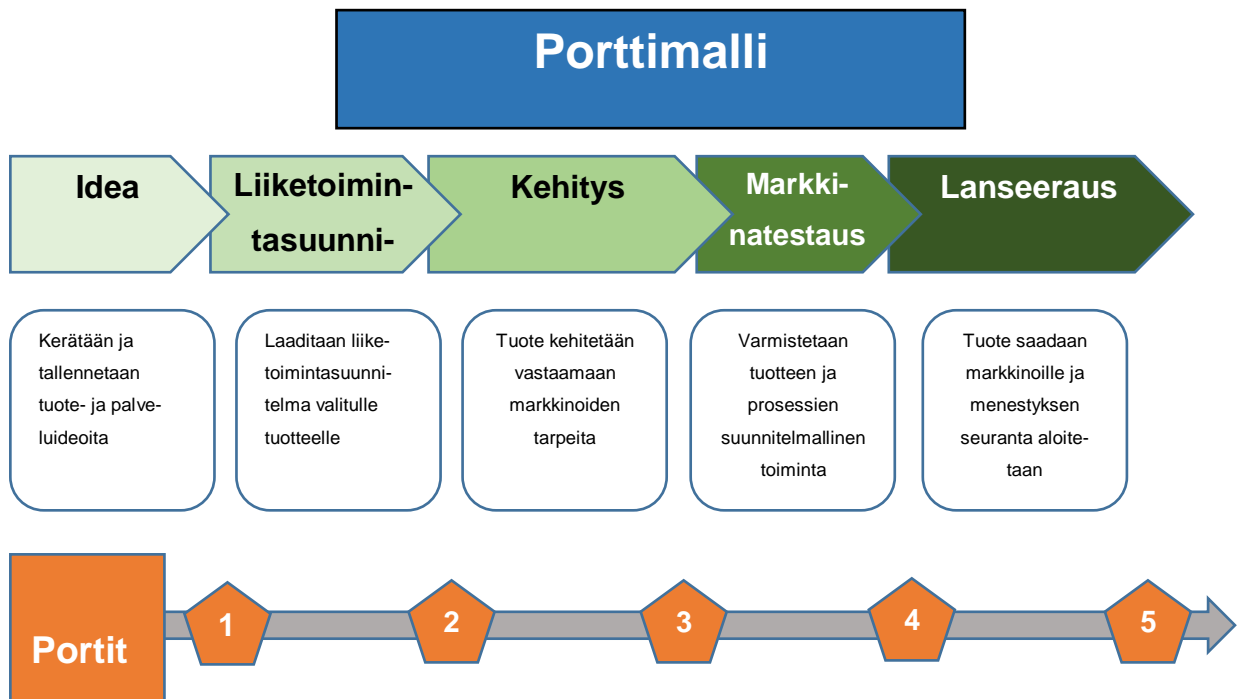 Porttimalli
Idea
Liiketoimin-
tasuunni-
Kehitys
Markki-
natestaus
Lanseeraus
Kerätään ja
tallennetaan
tuote- ja palve-
luideoita
Laaditaan liike-
toimintasuunni-
telma valitulle
tuotteelle
Tuote kehitetään
vastaamaan
markkinoiden
tarpeita
Varmistetaan
tuotteen ja
prosessien
suunnitelmallinen
toiminta
Tuote saadaan
markkinoille ja
menestyksen
seuranta aloite-
taan
Portit
1
2
3
4
5